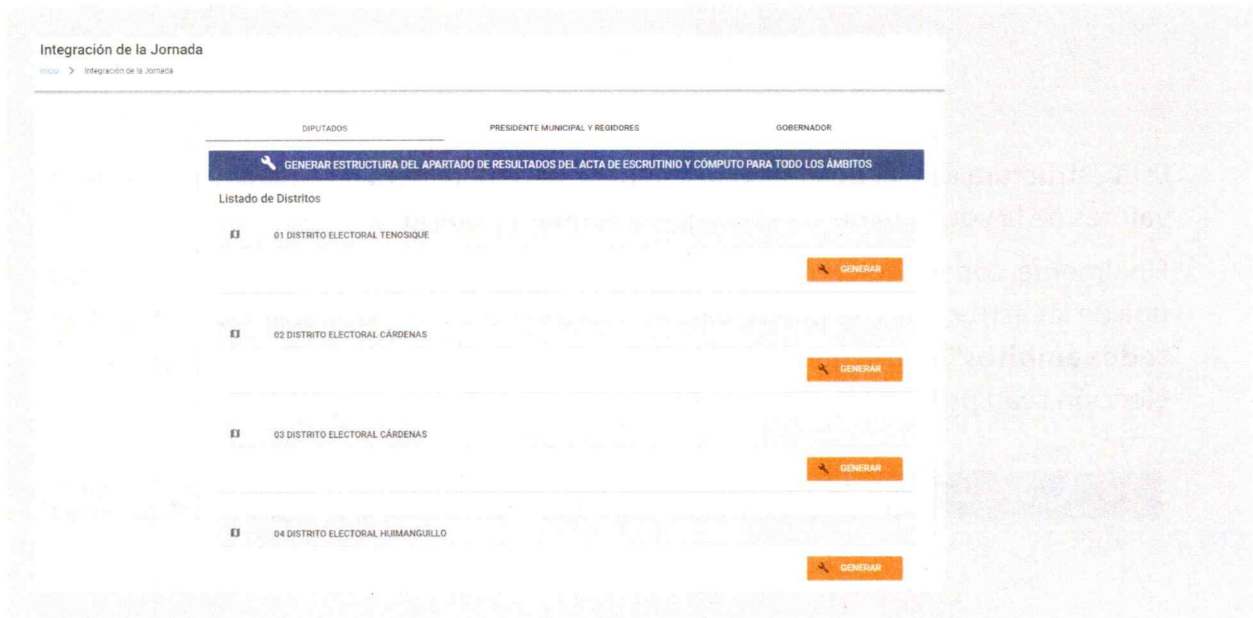 Integración de la Jornada
Inicio > Integración de la Jornada
DIPUTADOS PRESIDENTE MUNICIPAL Y REGIDORES GOBERNADOR
GENERAR ESTRUCTURA DEL APARTADO DE RESULTADOS DEL ACTA DE ESCRUTINIO Y CÓMPUTO PARA TODO LOS ÁMBITOS
Listado de Distritos
01 DISTRITO ELECTORAL TENOSIQUE
GENERAR
02 DISTRITO ELECTORAL CÁRDENAS
GENERAR
03 DISTRITO ELECTORAL CÁRDENAS
GENERAR
04 DISTRITO ELECTORAL HUIMANGUILLO
GENERAR